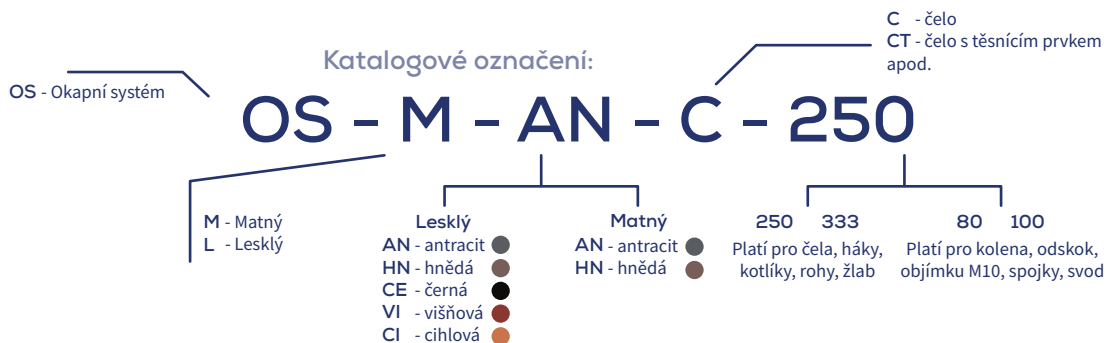 Katalogové označení:
OS - Okapní systém
C - čelo
CT - čelo s těsnícím prvkem
apod.
OS - M - AN - C - 250
M - Matný
L - Lesklý
Lesklý
AN - antracit
HN - hnědá
CE - černá
VI - višňová
CI - cihlová
Matný
AN - antracit
HN - hnědá
250 333
Platí pro čela, háky,
kotlíky, rohy, žlab
80 100
Platí pro kolena, odskok,
objímku M10, spojky, svod